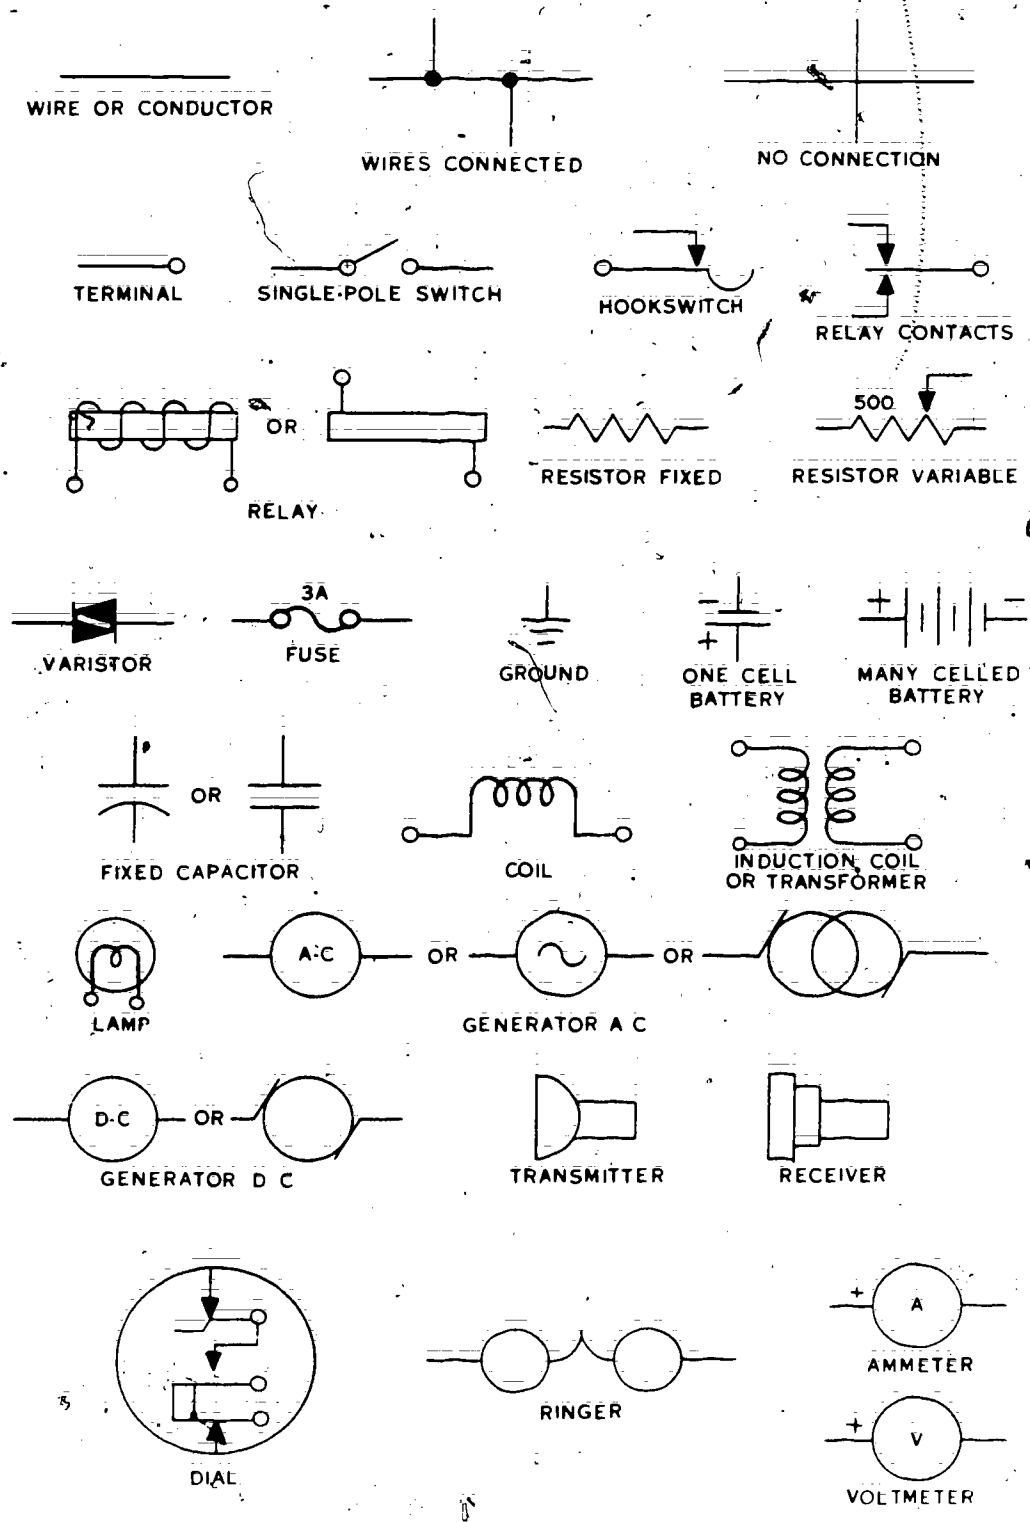 WIRE OR CONDUCTOR
WIRES CONNECTED
NO CONNECTION
TERMINAL
SINGLE-POLE SWITCH
HOOKSWITCH
RELAY CONTACTS
OR
RELAY
RESISTOR FIXED
500
RESISTOR VARIABLE
VARISTOR
3A
FUSE
GROUND
−
+
ONE CELL
BATTERY
+ −
MANY CELLED
BATTERY
OR
FIXED CAPACITOR
COIL
INDUCTION COIL
OR TRANSFORMER
LAMP
A-C
OR
OR
GENERATOR A C
D-C
OR
GENERATOR D C
TRANSMITTER
RECEIVER
DIAL
RINGER
+
A
AMMETER
+
V
VOLTMETER